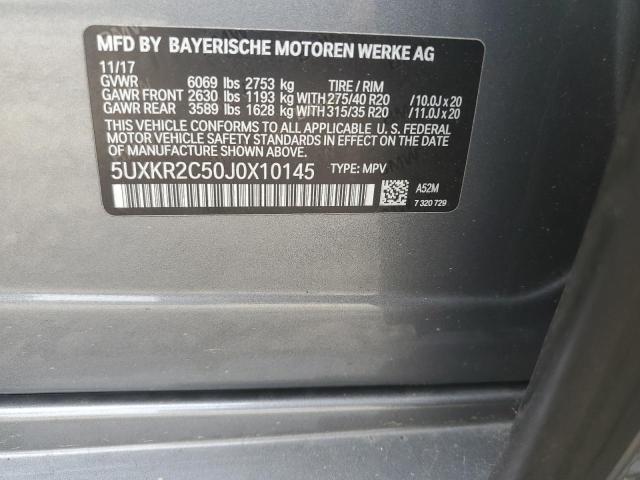 MFD BY BAYERISCHE MOTOREN WERKE AG
11/17
GVWR 6069 lbs 2753 kg TIRE / RIM
GAWR FRONT 2630 lbs 1193 kg WITH 275/40 R20 /10.0J x 20
GAWR REAR 3589 lbs 1628 kg WITH 315/35 R20 /11.0J x 20
THIS VEHICLE CONFORMS TO ALL APPLICABLE U. S. FEDERAL
MOTOR VEHICLE SAFETY STANDARDS IN EFFECT ON THE DATE
OF MANUFACTURE SHOWN ABOVE.
5UXKR2C50J0X10145 TYPE: MPV
A52M
7 320 729